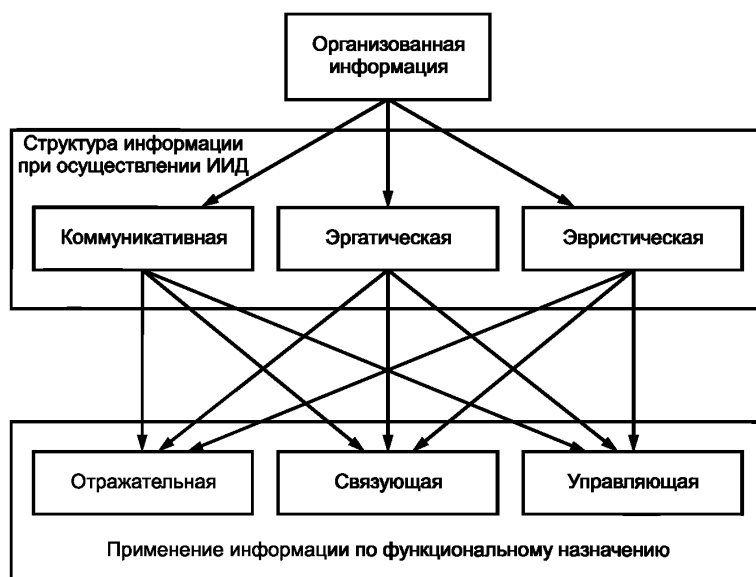 Организованная
информация
Структура информации
при осуществлении ИИД
Коммуникативная
Эргатическая
Эвристическая
Отражательная
Связующая
Управляющая
Применение информации по функциональному назначению